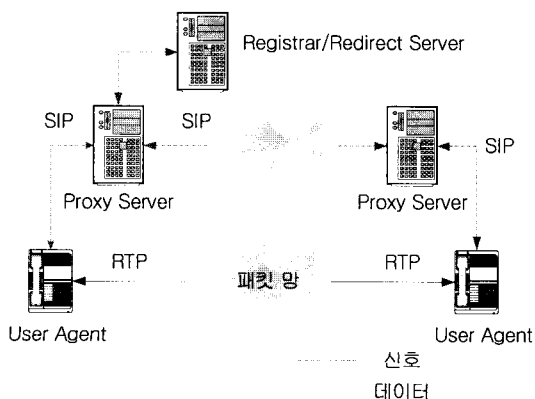 Registrar/Redirect Server
SIP SIP SIP
Proxy Server Proxy Server
RTP 패킷 망 RTP
User Agent User Agent
신호
데이터